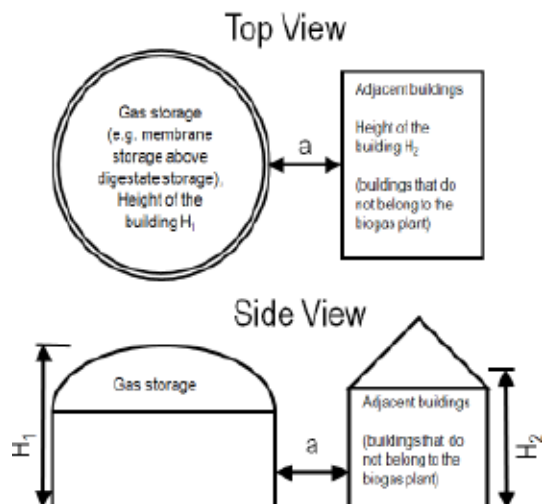 Top View
Gas storage
(e.g. membrane
storage above
digestate storage),
Height of the
building H₁
a
Adjacent buildings
Height of the
building H₂
(buildings that do
not belong to the
biogas plant)
Side View
H₁
Gas storage
a
Adjacent buildings
(buildings that do
not belong to the
biogas plant)
H₂